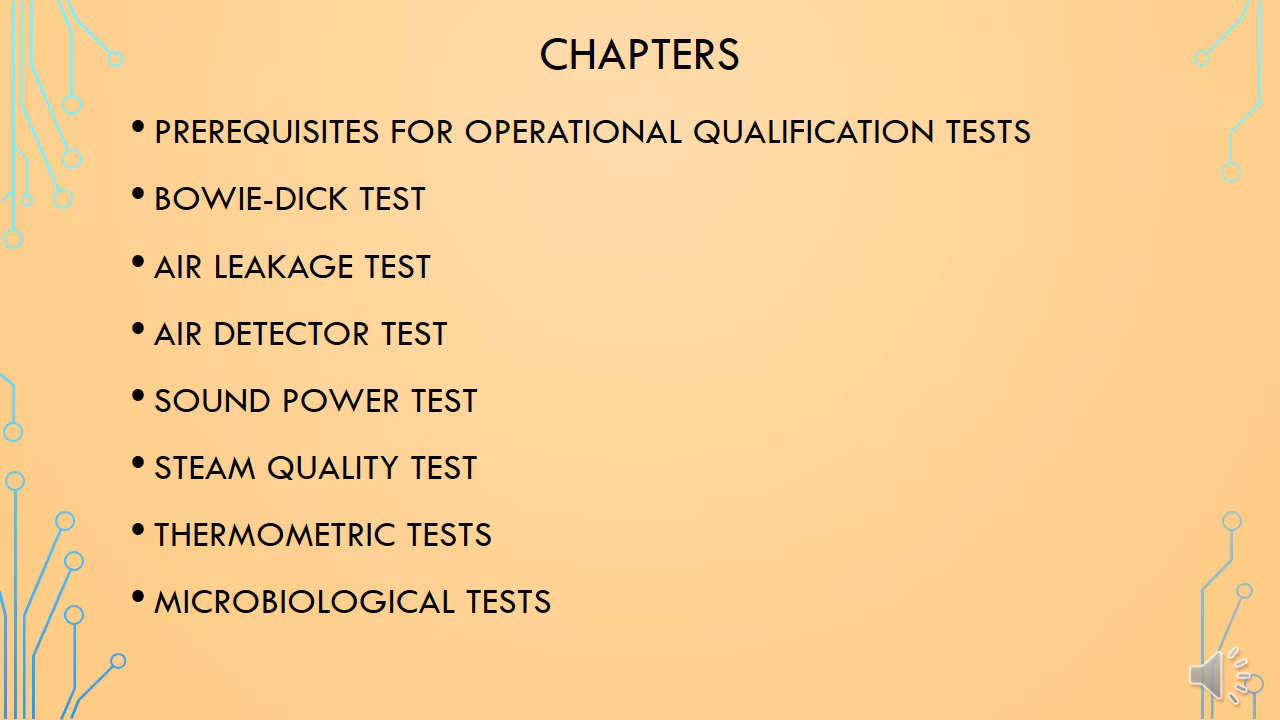 CHAPTERS
• PREREQUISITES FOR OPERATIONAL QUALIFICATION TESTS
• BOWIE-DICK TEST
• AIR LEAKAGE TEST
• AIR DETECTOR TEST
• SOUND POWER TEST
• STEAM QUALITY TEST
• THERMOMETRIC TESTS
• MICROBIOLOGICAL TESTS